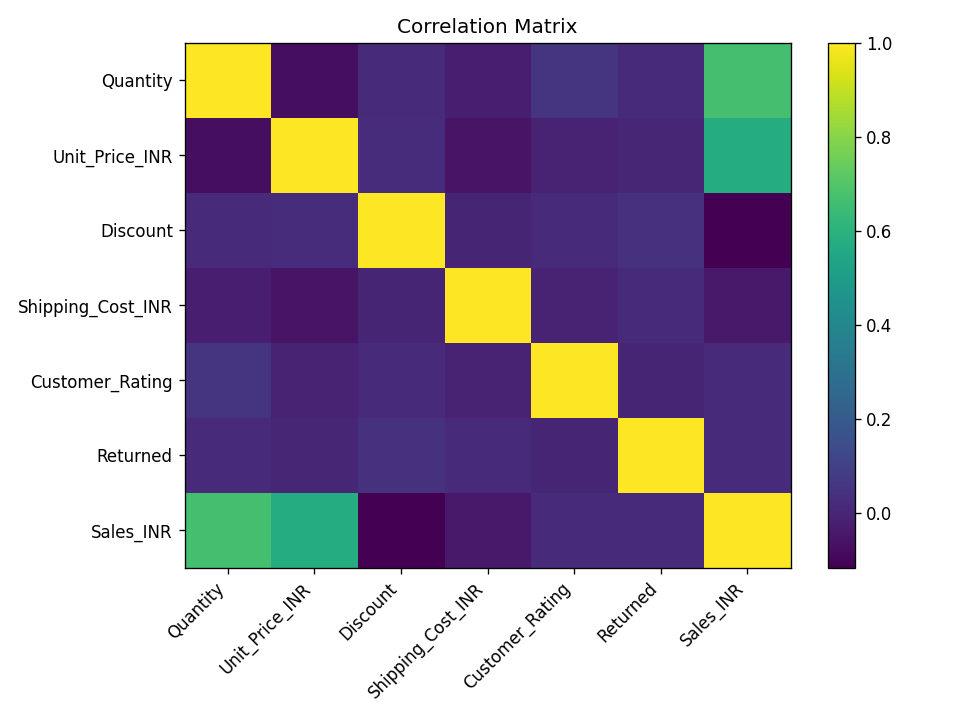 Correlation Matrix
Quantity
Unit_Price_INR
Discount
Shipping_Cost_INR
Customer_Rating
Returned
Sales_INR
Quantity
Unit_Price_INR
Discount
Shipping_Cost_INR
Customer_Rating
Returned
Sales_INR
1.0
0.8
0.6
0.4
0.2
0.0